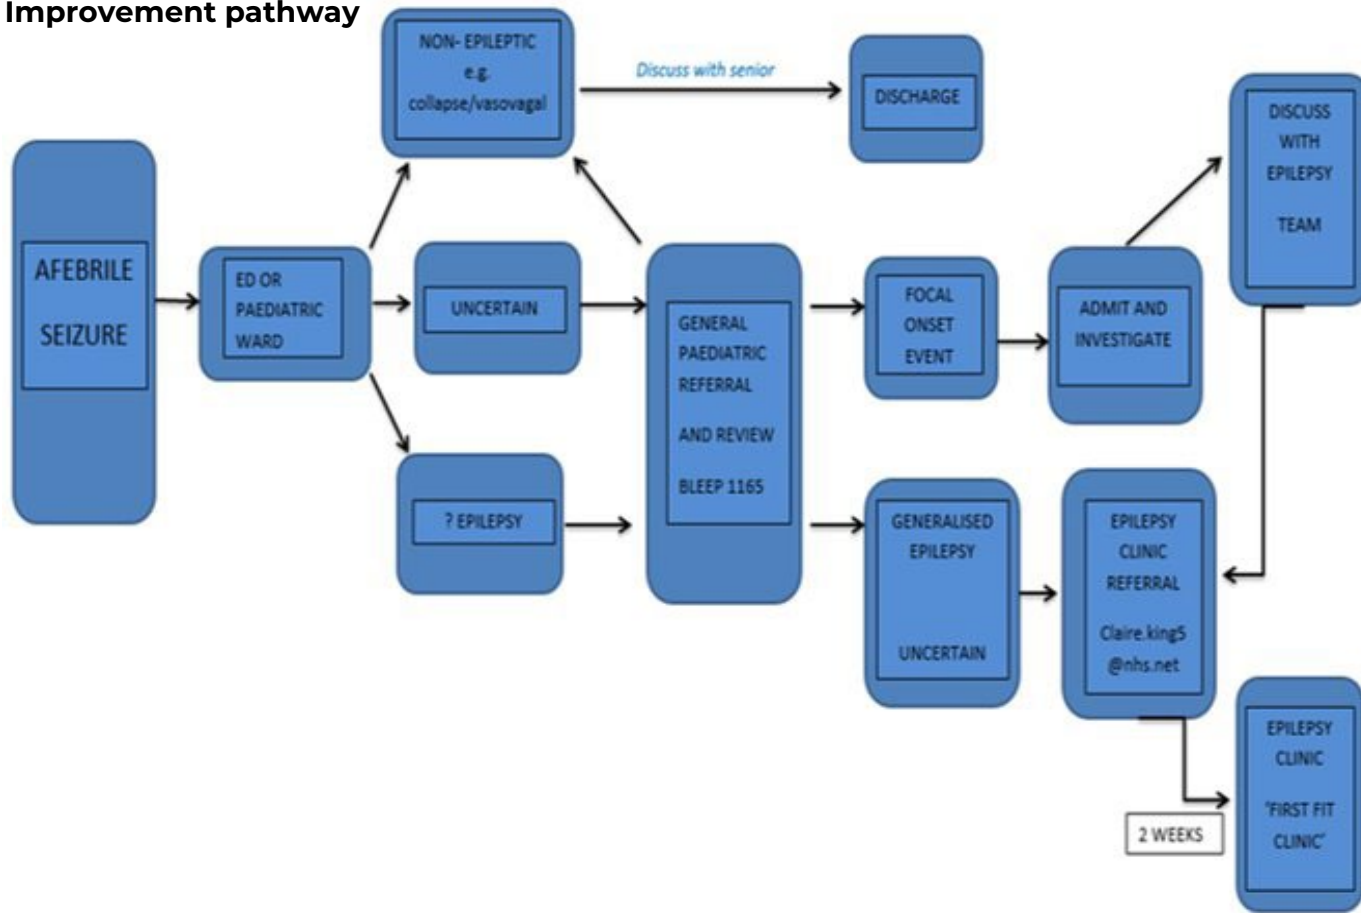 Improvement pathway
AFEBRILE
SEIZURE
ED OR
PAEDIATRIC
WARD
NON- EPILEPTIC
e.g.
collapse/vasovagal
Discuss with senior
DISCHARGE
UNCERTAIN
? EPILEPSY
GENERAL
PAEDIATRIC
REFERRAL
AND REVIEW
BLEEP 1165
FOCAL
ONSET
EVENT
ADMIT AND
INVESTIGATE
DISCUSS
WITH
EPILEPSY
TEAM
GENERALISED
EPILEPSY
UNCERTAIN
EPILEPSY
CLINIC
REFERRAL
Claire.king5
@nhs.net
2 WEEKS
EPILEPSY
CLINIC
'FIRST FIT
CLINIC'